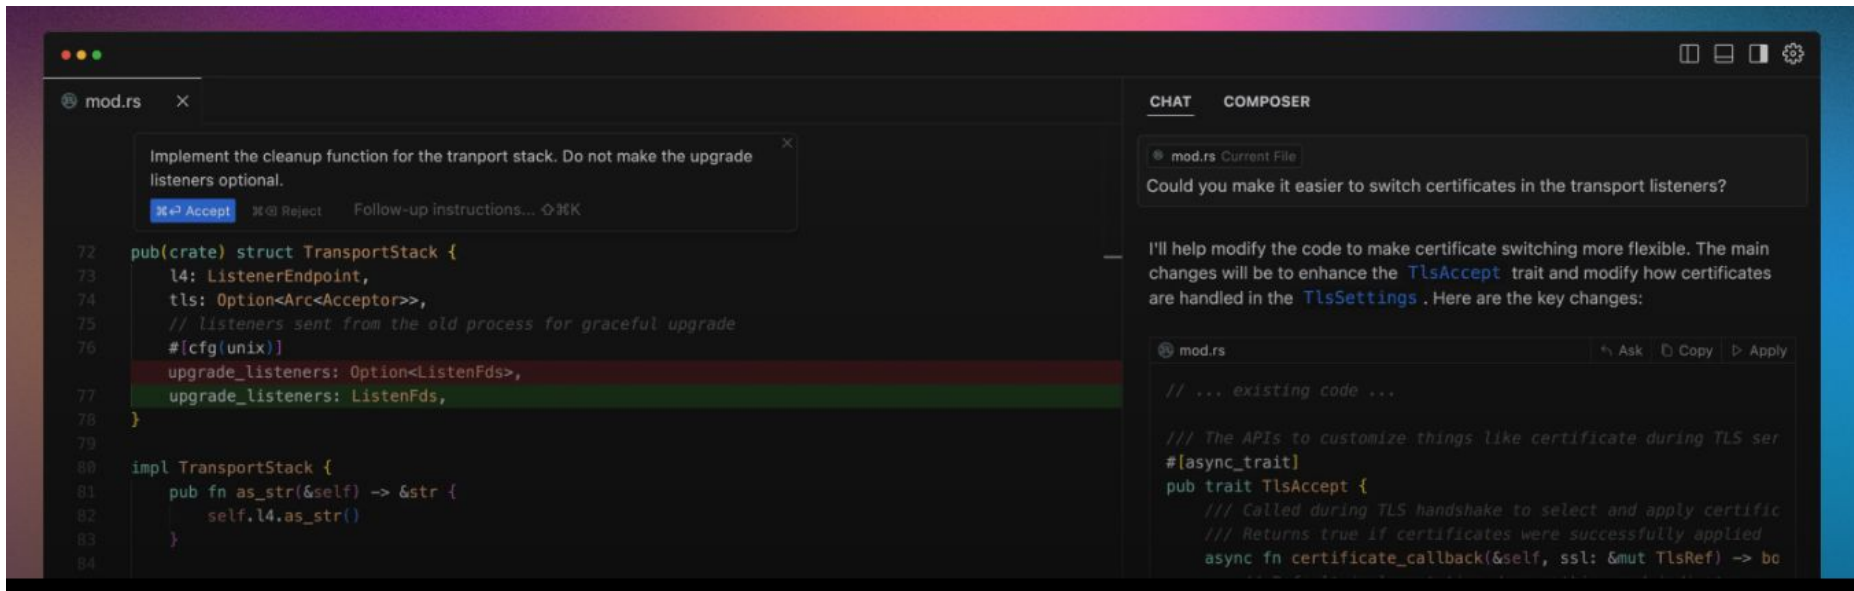 mod.rs
Implement the cleanup function for the tranport stack. Do not make the upgrade
listeners optional.
⌘⏎ Accept ⌘⌫ Reject Follow-up instructions... ⇧⌘K
72 pub(crate) struct TransportStack {
73 l4: ListenerEndpoint,
74 tls: Option<Arc<Acceptor>>,
75 // listeners sent from the old process for graceful upgrade
76 #[cfg(unix)]
upgrade_listeners: Option<ListenFds>,
77 upgrade_listeners: ListenFds,
78 }
79
80 impl TransportStack {
81 pub fn as_str(&self) -> &str {
82 self.l4.as_str()
83 }
84
CHAT COMPOSER
mod.rs Current File
Could you make it easier to switch certificates in the transport listeners?
I'll help modify the code to make certificate switching more flexible. The main
changes will be to enhance the TlsAccept trait and modify how certificates
are handled in the TlsSettings . Here are the key changes:
mod.rs Ask Copy Apply
// ... existing code ...
/// The APIs to customize things like certificate during TLS ser
#[async_trait]
pub trait TlsAccept {
/// Called during TLS handshake to select and apply certific
/// Returns true if certificates were successfully applied
async fn certificate_callback(&self, ssl: &mut TlsRef) -> bo